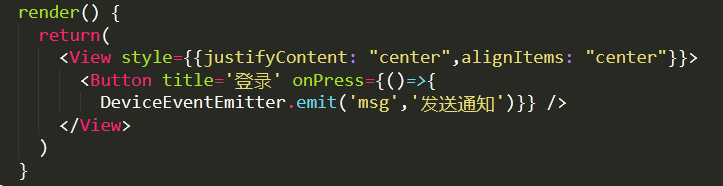 render() {
return(
<View style={{justifyContent: "center",alignItems: "center"}}>
<Button title='登录' onPress={()=>{
DeviceEventEmitter.emit('msg','发送通知')}} />
</View>
)
}